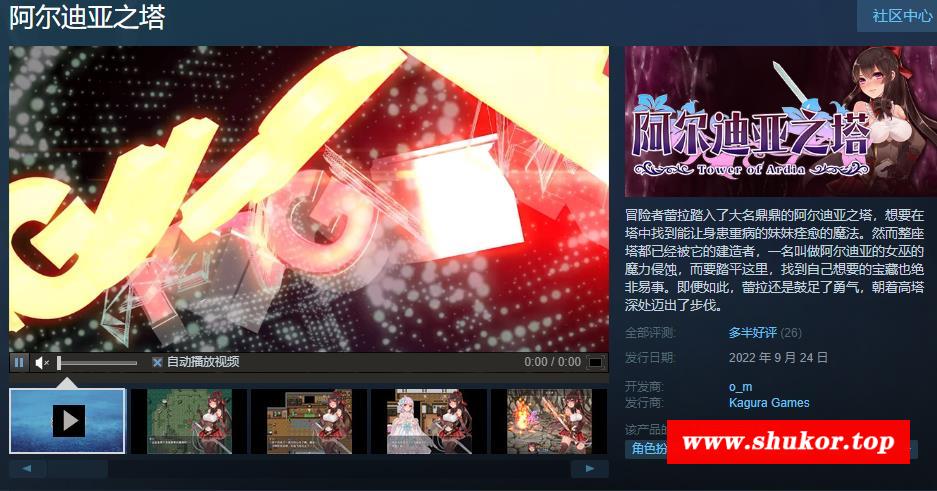 阿尔迪亚之塔
社区中心
阿尔迪亚之塔
Tower of Ardia
冒险者蕾拉踏入了大名鼎鼎的阿尔迪亚之塔，想要在
塔中找到能让身患重病的妹妹痊愈的魔法。然而整座
塔都已经被它的建造者，一名叫做阿尔迪亚的女巫的
魔力侵蚀，而要踏平这里，找到自己想要的宝藏也绝
非易事。即便如此，蕾拉还是鼓足了勇气，朝着高塔
深处迈出了步伐。
全部评测: 多半好评 (26)
发行日期: 2022 年 9 月 24 日
开发商: o_m
发行商: Kagura Games
自动播放视频
0:00 / 0:00
该产品的
角色扮
www.shukor.top